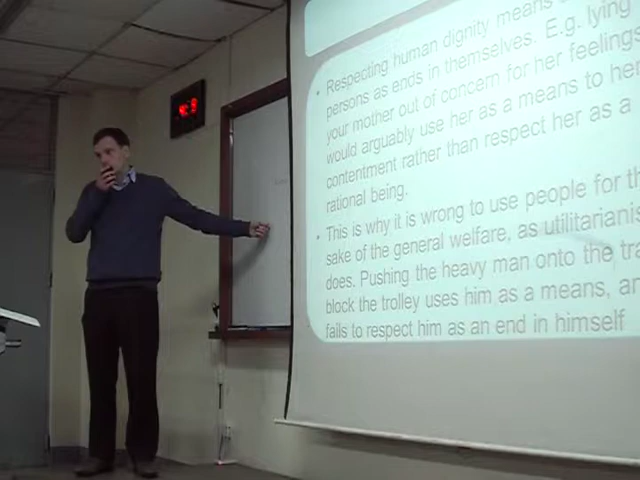 • Respecting human dignity means
persons as ends in themselves. E.g. lying
your mother out of concern for her feelings
would arguably use her as a means to her
contentment rather than respect her as a
rational being.
• This is why it is wrong to use people for the
sake of the general welfare, as utilitarianis
does. Pushing the heavy man onto the tra
block the trolley uses him as a means, an
fails to respect him as an end in himself